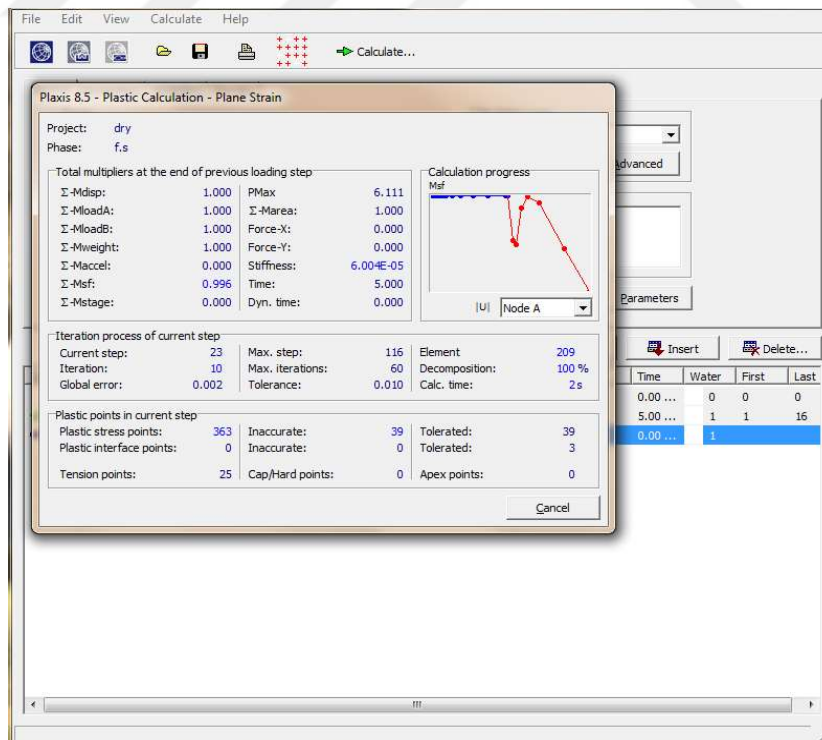 File Edit View Calculate Help
Calculate...
Plaxis 8.5 - Plastic Calculation - Plane Strain
Project: dry
Phase: f.s
Total multipliers at the end of previous loading step
Σ-Mdisp: 1.000 PMax 6.111
Σ-MloadA: 1.000 Σ-Marea: 1.000
Σ-MloadB: 1.000 Force-X: 0.000
Σ-Mweight: 1.000 Force-Y: 0.000
Σ-Maccel: 0.000 Stiffness: 6.004E-05
Σ-Msf: 0.996 Time: 5.000
Σ-Mstage: 0.000 Dyn. time: 0.000
Calculation progress
Msf
|U| Node A
Advanced
Parameters
Iteration process of current step
Current step: 23 Max. step: 116 Element 209
Iteration: 10 Max. iterations: 60 Decomposition: 100 %
Global error: 0.002 Tolerance: 0.010 Calc. time: 2 s
Plastic points in current step
Plastic stress points: 363 Inaccurate: 39 Tolerated: 39
Plastic interface points: 0 Inaccurate: 0 Tolerated: 3
Tension points: 25 Cap/Hard points: 0 Apex points: 0
Cancel
Insert Delete...
Time Water First Last
0.00 ... 0 0 0
5.00 ... 1 1 16
0.00 ... 1